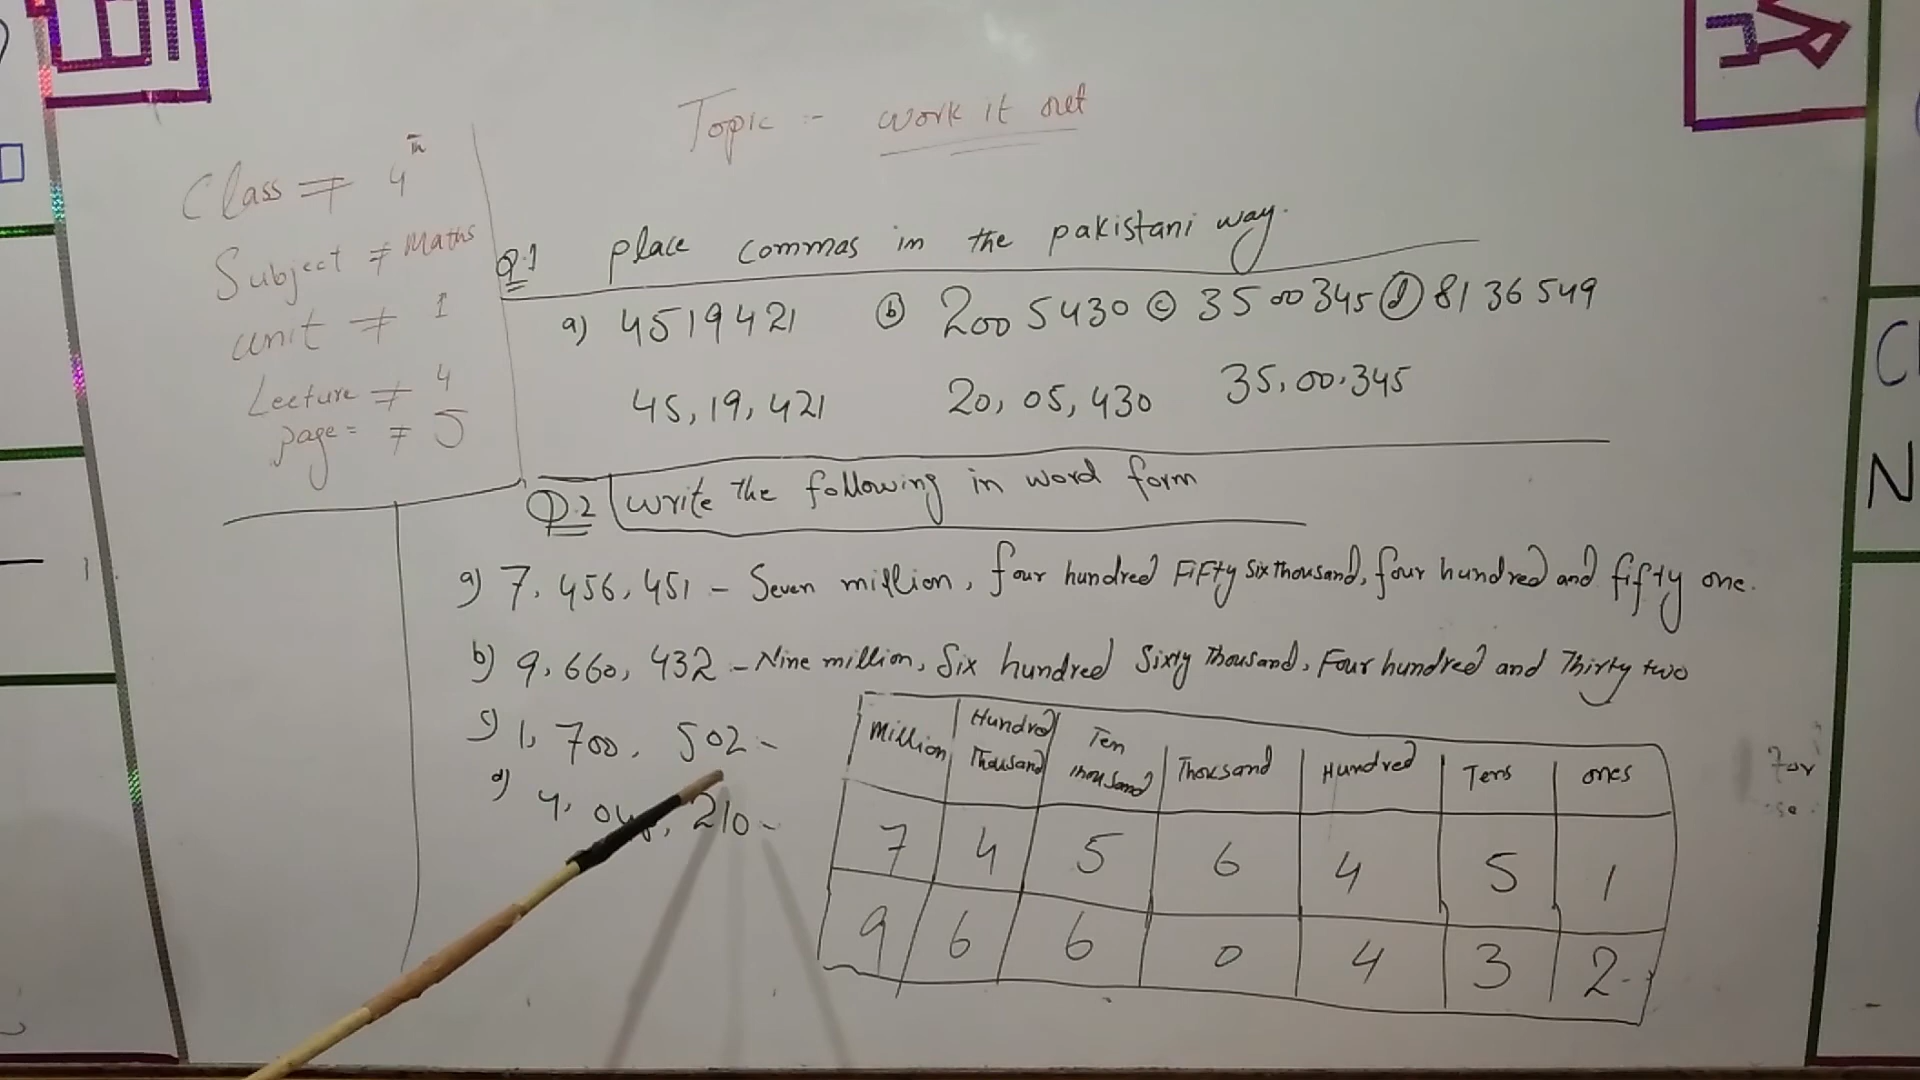 Topic :- work it out
Class = 4th
Subject = Maths
unit = 1
Lecture = 4
page = = 5
Q.1 place commas in the pakistani way.
a) 4519421 (b) 2005430 (c) 3500345 (d) 8136549
45,19,421 20,05,430 35,00,345
Q.2 write the following in word form
a) 7,456,451 - Seven million, four hundred FiFty six thousand, four hundred and fifty one.
b) 9,660,432 - Nine million, Six hundred Sixty Thousand, Four hundred and Thirty two
c) 1,700,502 -
d) 4, 210 -
Million Hundred Thousand Ten thousand Thousand Hundred Tens ones
7 4 5 6 4 5 1
9 6 6 0 4 3 2